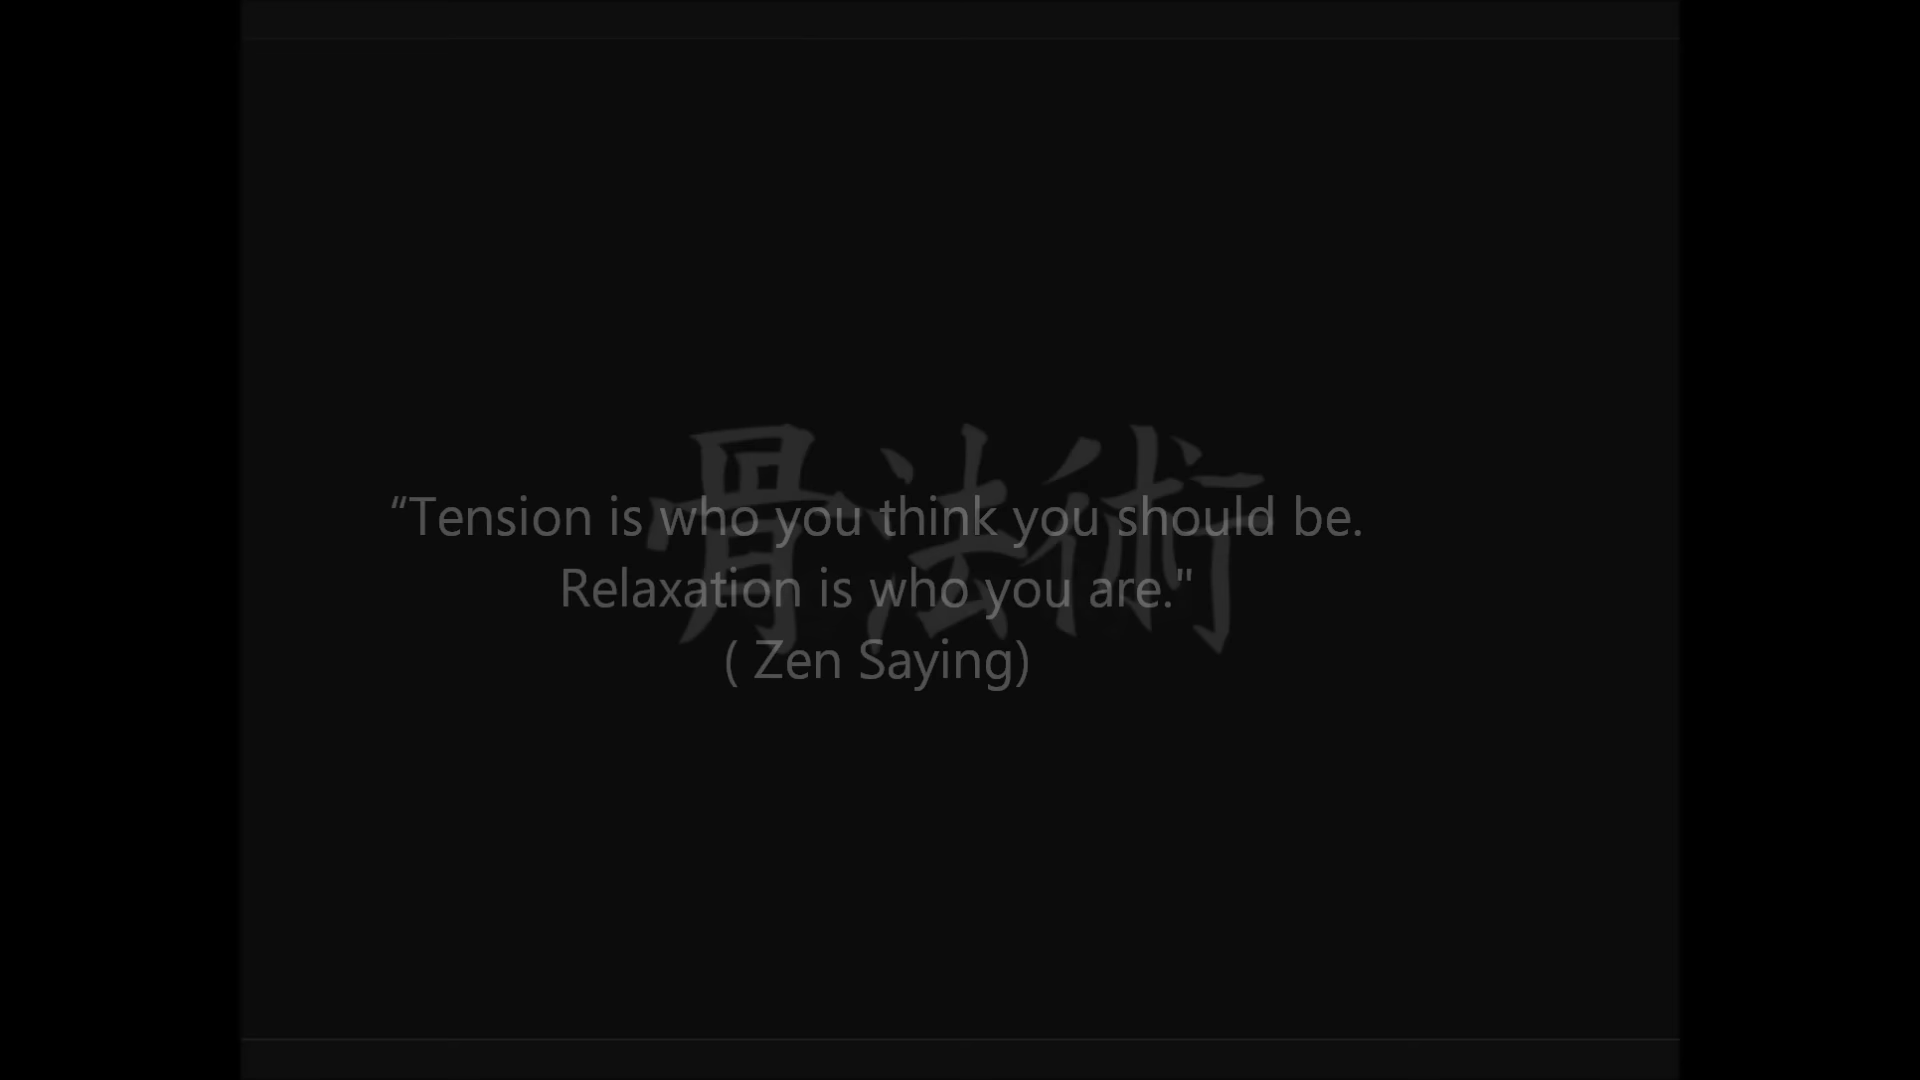 骨法術
“Tension is who you think you should be.
Relaxation is who you are."
( Zen Saying)